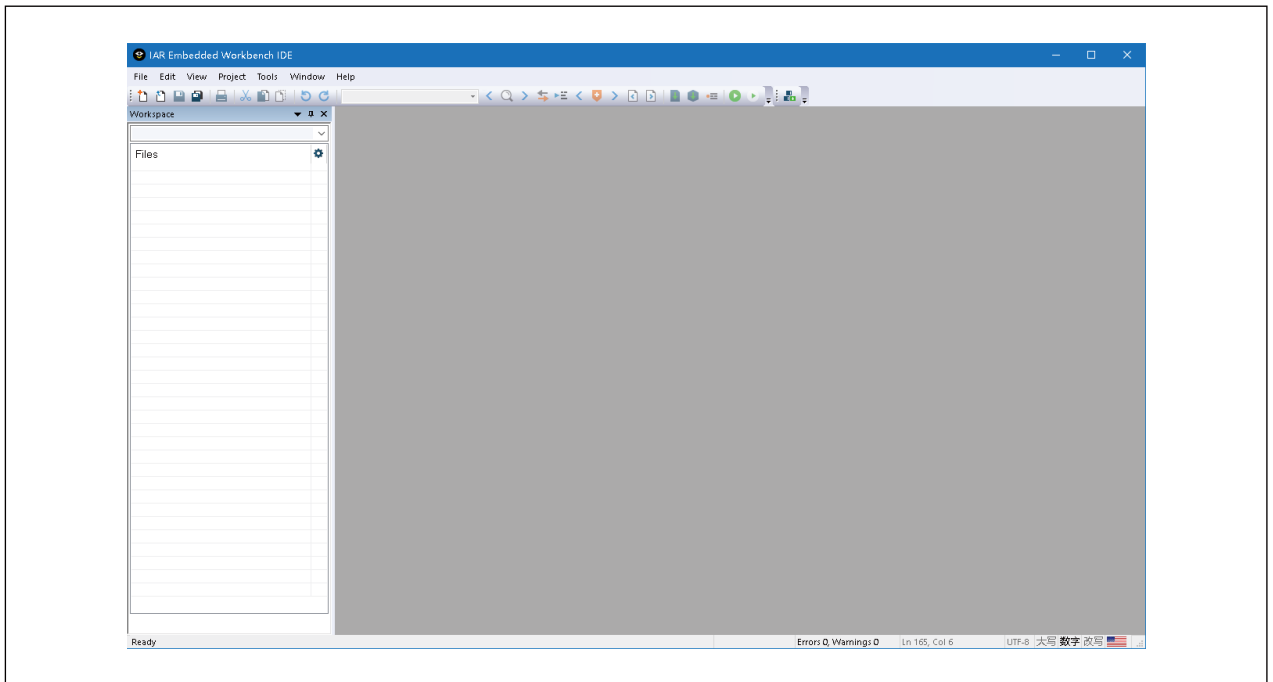 IAR Embedded Workbench IDE
File Edit View Project Tools Window Help
Workspace
Files
Ready Errors 0, Warnings 0 Ln 165, Col 6 UTF-8 大写 数字 改写